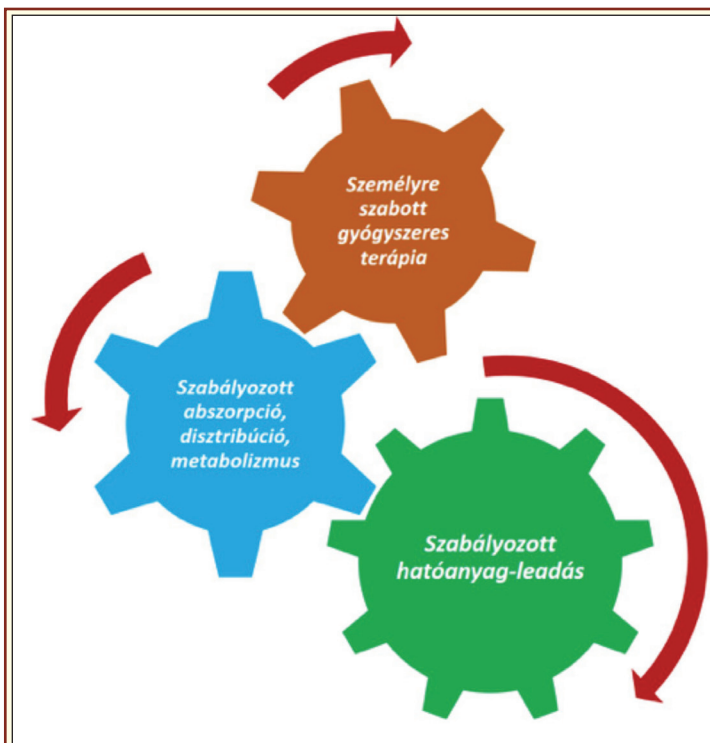 Személyre
szabott
gyógyszeres
terápia
Szabályozott
abszorpció,
disztribúció,
metabolizmus
Szabályozott
hatóanyag-leadás